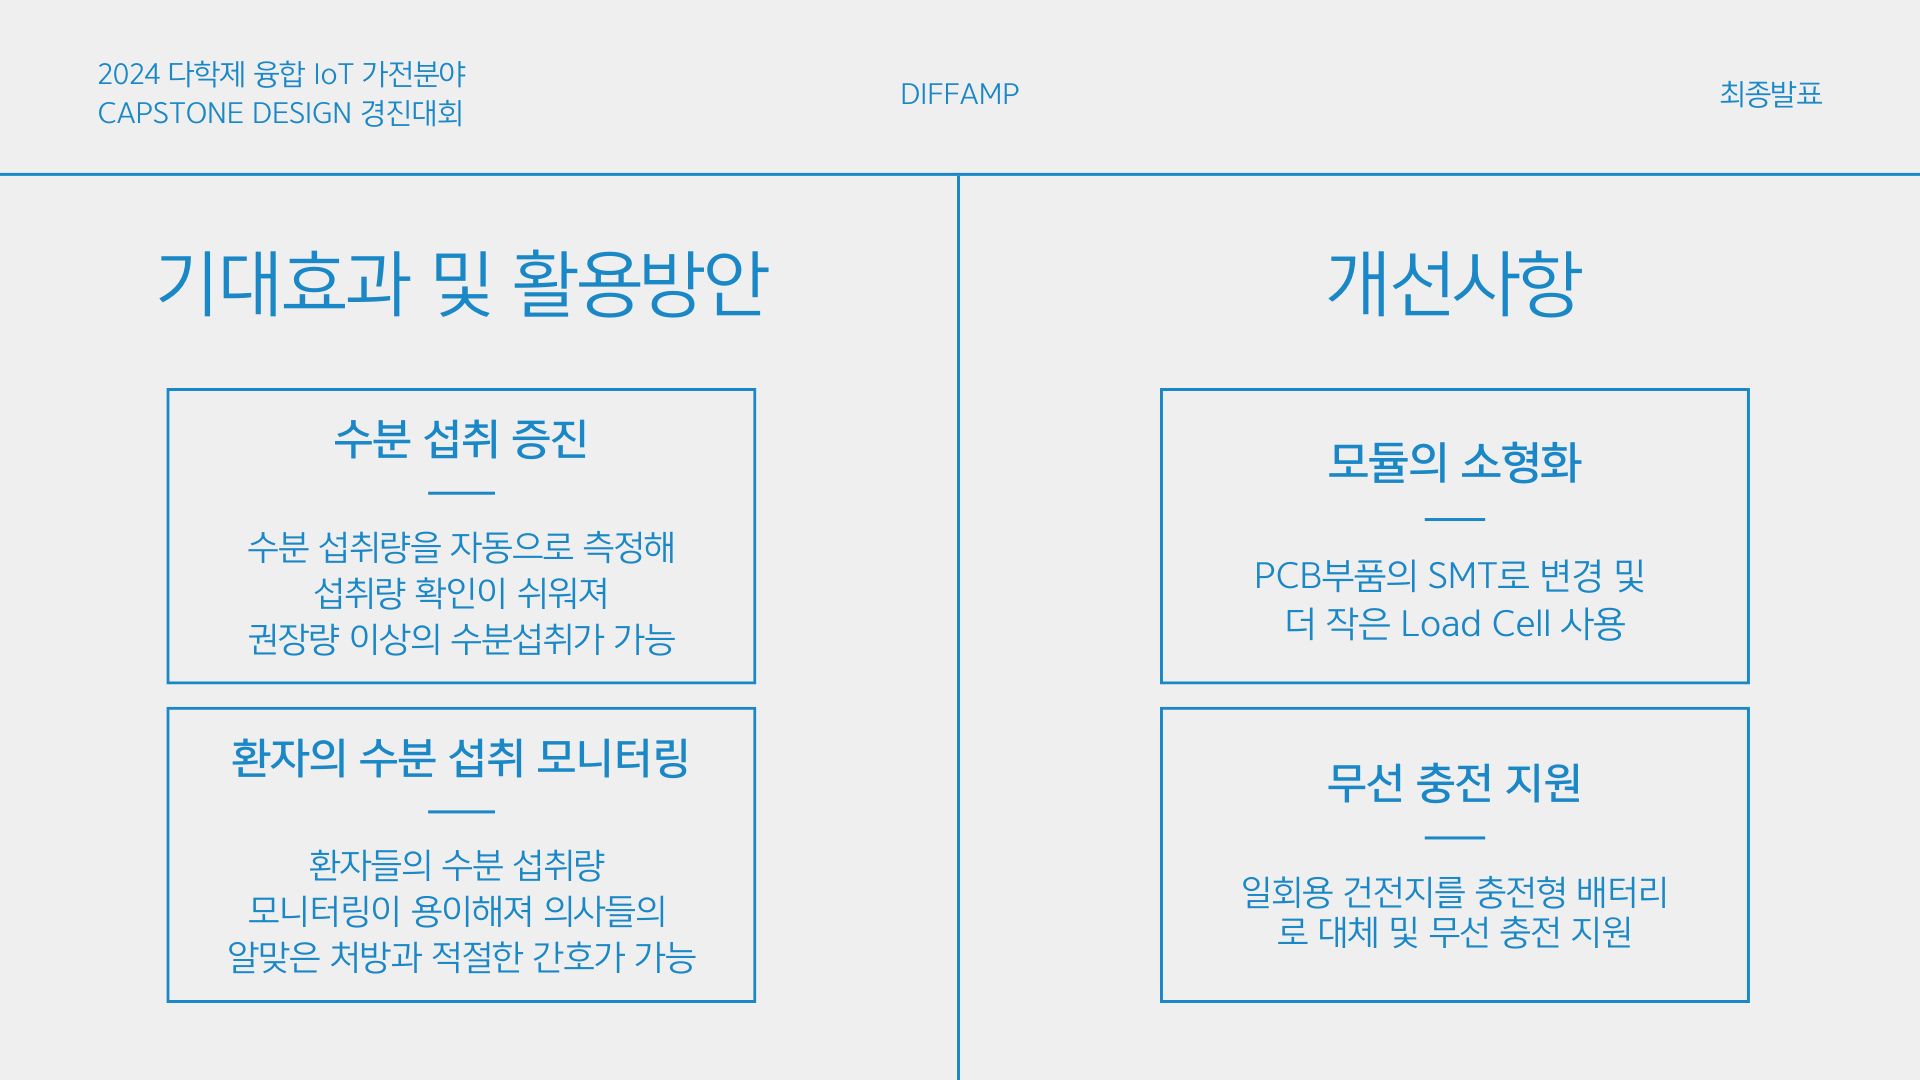 2024 다학제 융합 IoT 가전분야
CAPSTONE DESIGN 경진대회
DIFFAMP
최종발표
기대효과 및 활용방안
수분 섭취 증진
수분 섭취량을 자동으로 측정해
섭취량 확인이 쉬워져
권장량 이상의 수분섭취가 가능
환자의 수분 섭취 모니터링
환자들의 수분 섭취량
모니터링이 용이해져 의사들의
알맞은 처방과 적절한 간호가 가능
개선사항
모듈의 소형화
PCB부품의 SMT로 변경 및
더 작은 Load Cell 사용
무선 충전 지원
일회용 건전지를 충전형 배터리
로 대체 및 무선 충전 지원